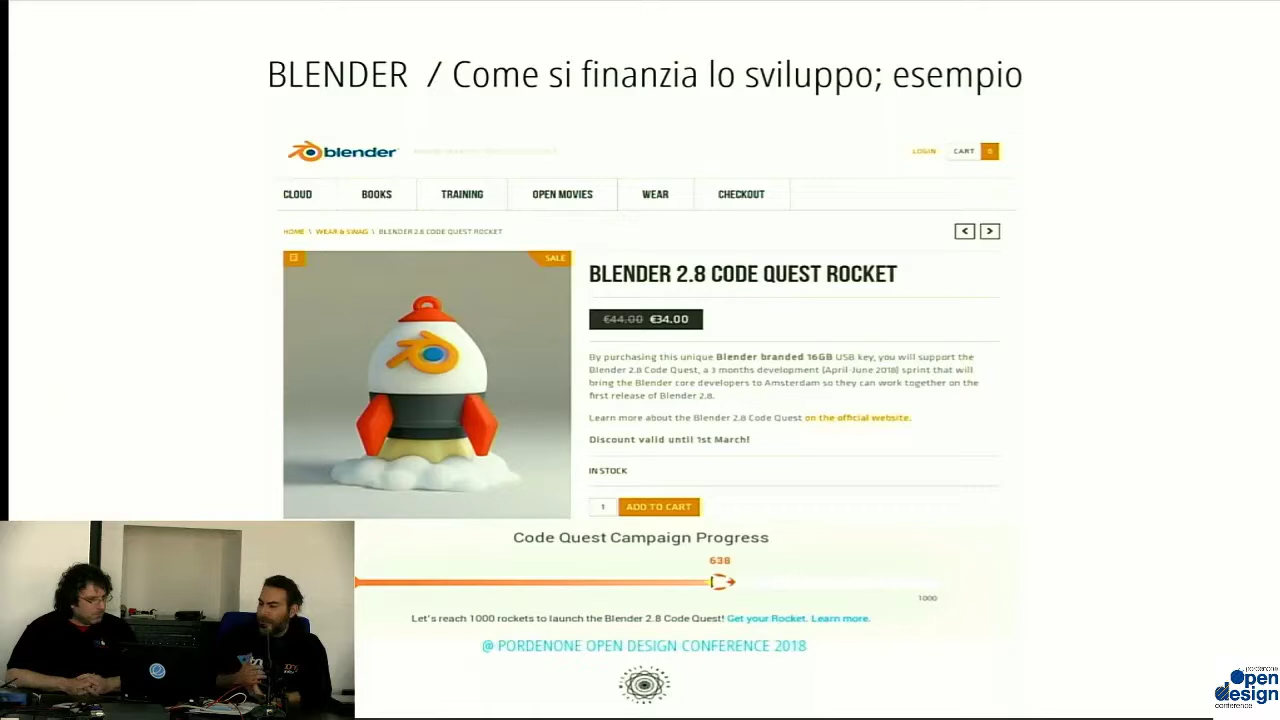 BLENDER / Come si finanzia lo sviluppo; esempio
blender
LOGIN CART 0
CLOUD BOOKS TRAINING OPEN MOVIES WEAR CHECKOUT
HOME \ WEAR & SWAG \ BLENDER 2.8 CODE QUEST ROCKET
< >
SALE
BLENDER 2.8 CODE QUEST ROCKET
€44.00 €34.00
By purchasing this unique Blender branded 16GB USB key, you will support the
Blender 2.8 Code Quest, a 3 months development (April-June 2018) sprint that will
bring the Blender core developers to Amsterdam so they can work together on the
first release of Blender 2.8.
Learn more about the Blender 2.8 Code Quest on the official website.
Discount valid until 1st March!
IN STOCK
1 ADD TO CART
Code Quest Campaign Progress
638
1000
Let's reach 1000 rockets to launch the Blender 2.8 Code Quest! Get your Rocket. Learn more.
@ PORDENONE OPEN DESIGN CONFERENCE 2018
pordenone
open
design
conference